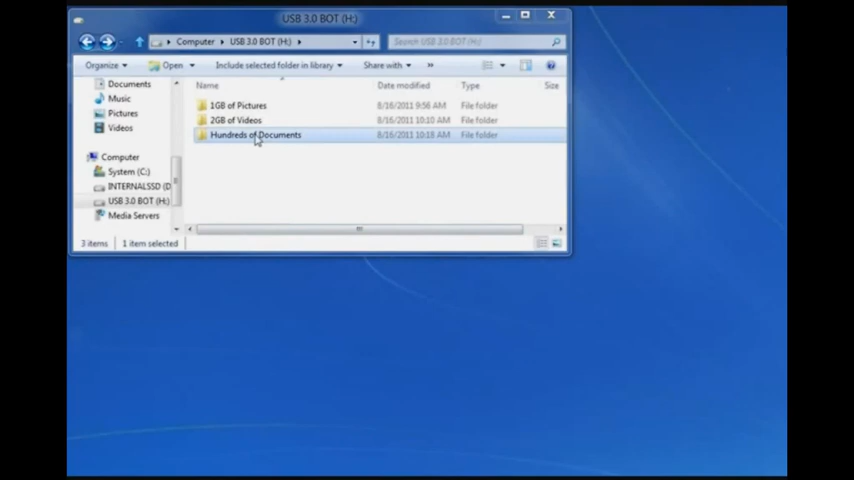 USB 3.0 BOT (H:)
Computer USB 3.0 BOT (H:) Search USB 3.0 BOT (H:)
Organize Open Include selected folder in library Share with »
Name Date modified Type Size
Documents
Music
Pictures
Videos
Computer
System (C:)
INTERNALSSD (D
USB 3.0 BOT (H:)
Media Servers
1GB of Pictures 8/16/2011 9:56 AM File folder
2GB of Videos 8/16/2011 10:10 AM File folder
Hundreds of Documents 8/16/2011 10:18 AM File folder
3 items 1 item selected